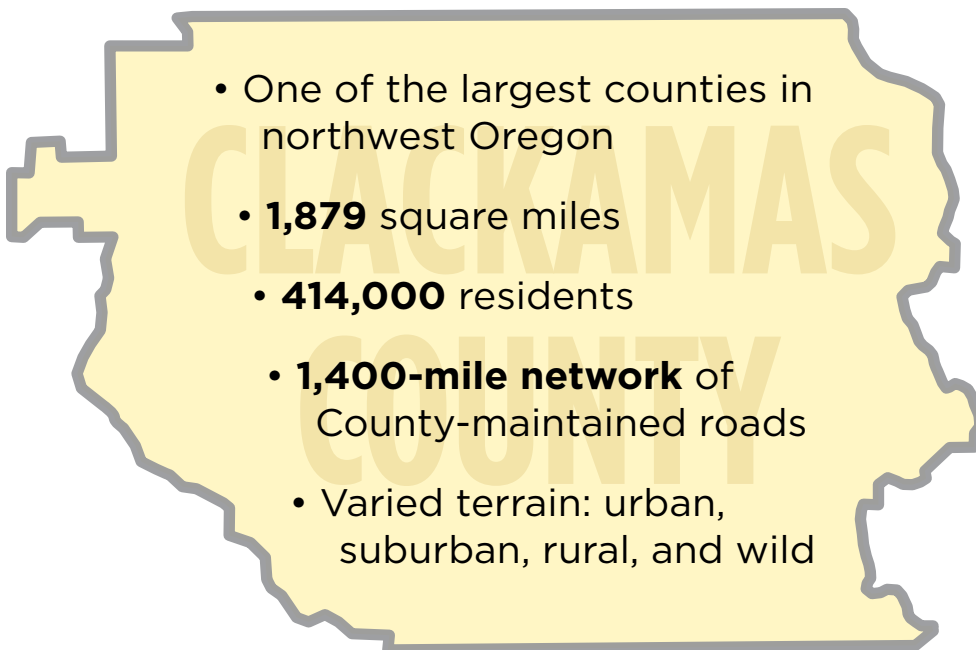 CLACKAMAS
COUNTY
• One of the largest counties in
northwest Oregon
• 1,879 square miles
• 414,000 residents
• 1,400-mile network of
County-maintained roads
• Varied terrain: urban,
suburban, rural, and wild